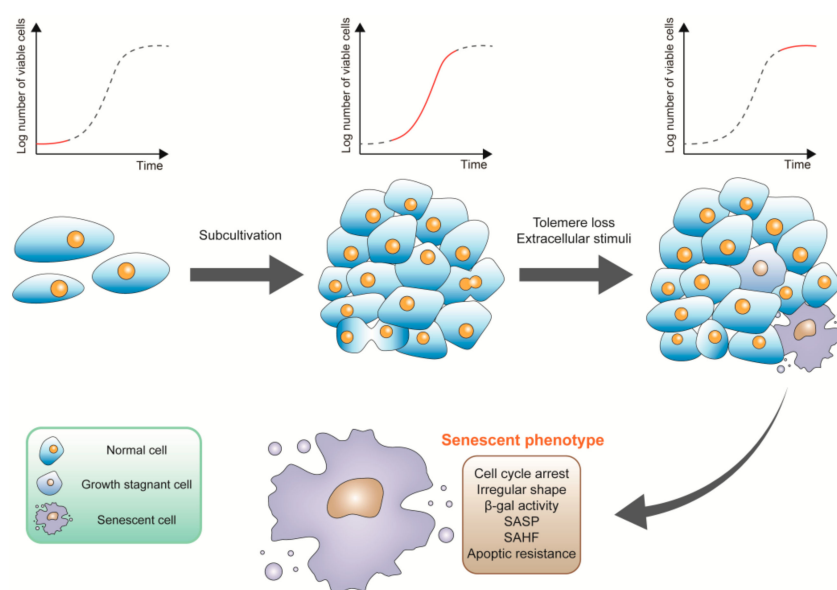 Log number of viable cells
Time
Log number of viable cells
Time
Log number of viable cells
Time
Subcultivation
Tolemere loss
Extracellular stimuli
Normal cell
Growth stagnant cell
Senescent cell
Senescent phenotype
Cell cycle arrest
Irregular shape
β-gal activity
SASP
SAHF
Apoptic resistance